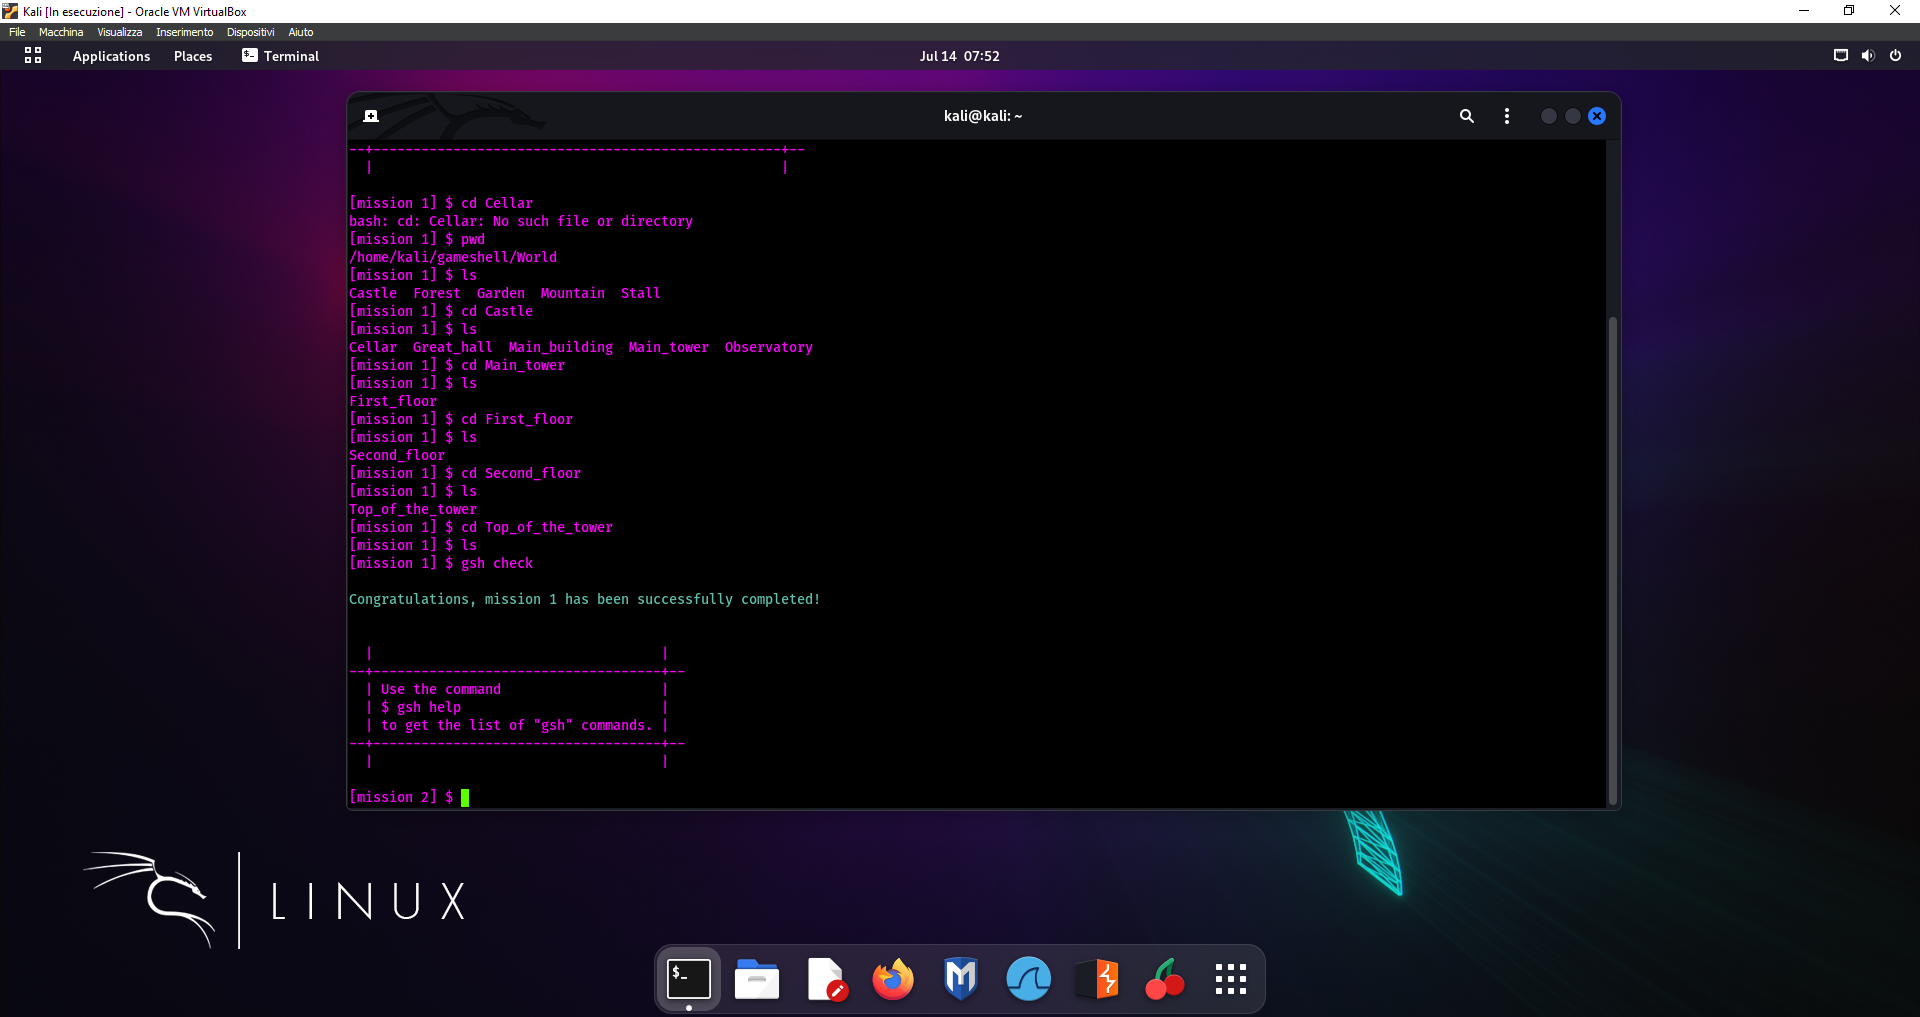 Kali [In esecuzione] - Oracle VM VirtualBox
File Macchina Visualizza Inserimento Dispositivi Aiuto
Applications Places Terminal Jul 14 07:52
kali@kali: ~
--+---------------------------------------------------+--
| |
[mission 1] $ cd Cellar
bash: cd: Cellar: No such file or directory
[mission 1] $ pwd
/home/kali/gameshell/World
[mission 1] $ ls
Castle Forest Garden Mountain Stall
[mission 1] $ cd Castle
[mission 1] $ ls
Cellar Great_hall Main_building Main_tower Observatory
[mission 1] $ cd Main_tower
[mission 1] $ ls
First_floor
[mission 1] $ cd First_floor
[mission 1] $ ls
Second_floor
[mission 1] $ cd Second_floor
[mission 1] $ ls
Top_of_the_tower
[mission 1] $ cd Top_of_the_tower
[mission 1] $ ls
[mission 1] $ gsh check
Congratulations, mission 1 has been successfully completed!
| |
--+------------------------------------+--
| Use the command |
| $ gsh help |
| to get the list of "gsh" commands. |
--+------------------------------------+--
| |
[mission 2] $
LINUX
$_